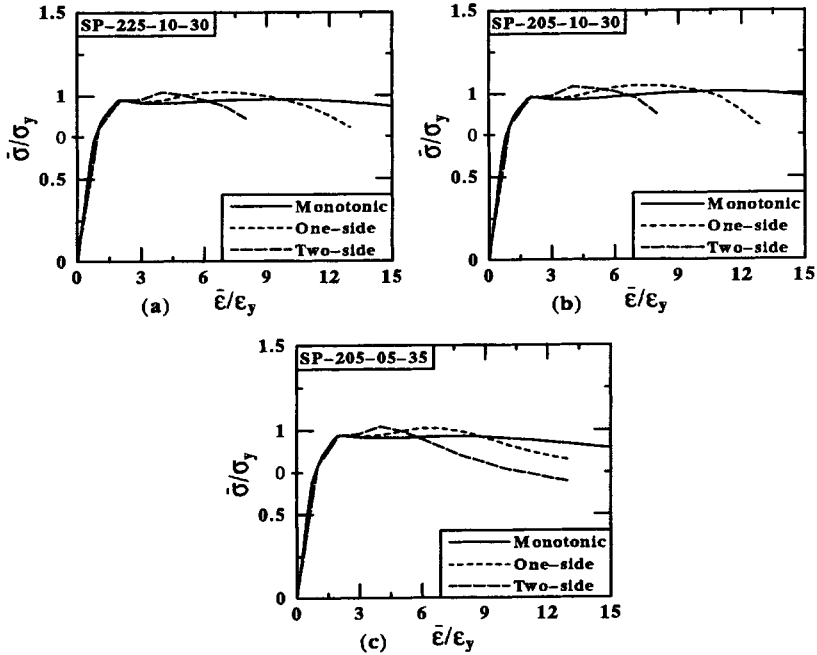 1.5
SP-225-10-30
1
0
0.5
0
σ̄/σy
Monotonic
One-side
Two-side
0 3 6 9 12 15
(a) ε̄/εy
1.5
SP-205-10-30
1
0
0.5
0
σ̄/σy
Monotonic
One-side
Two-side
0 3 6 9 12 15
(b) ε̄/εy
1.5
SP-205-05-35
1
0
0.5
0
σ̄/σy
Monotonic
One-side
Two-side
0 3 6 9 12 15
(c) ε̄/εy